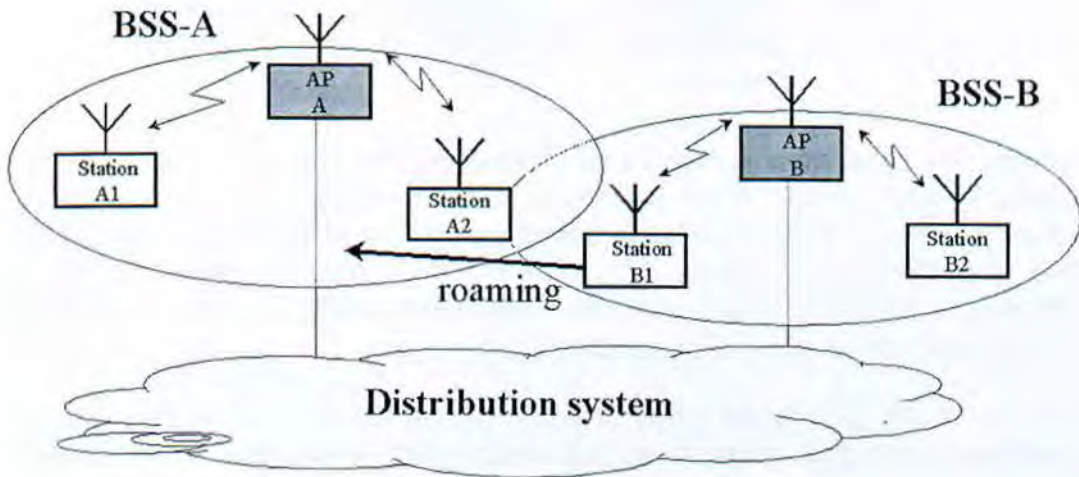 BSS-A
AP
A
Station
A1
Station
A2
BSS-B
AP
B
Station
B1
Station
B2
roaming
Distribution system